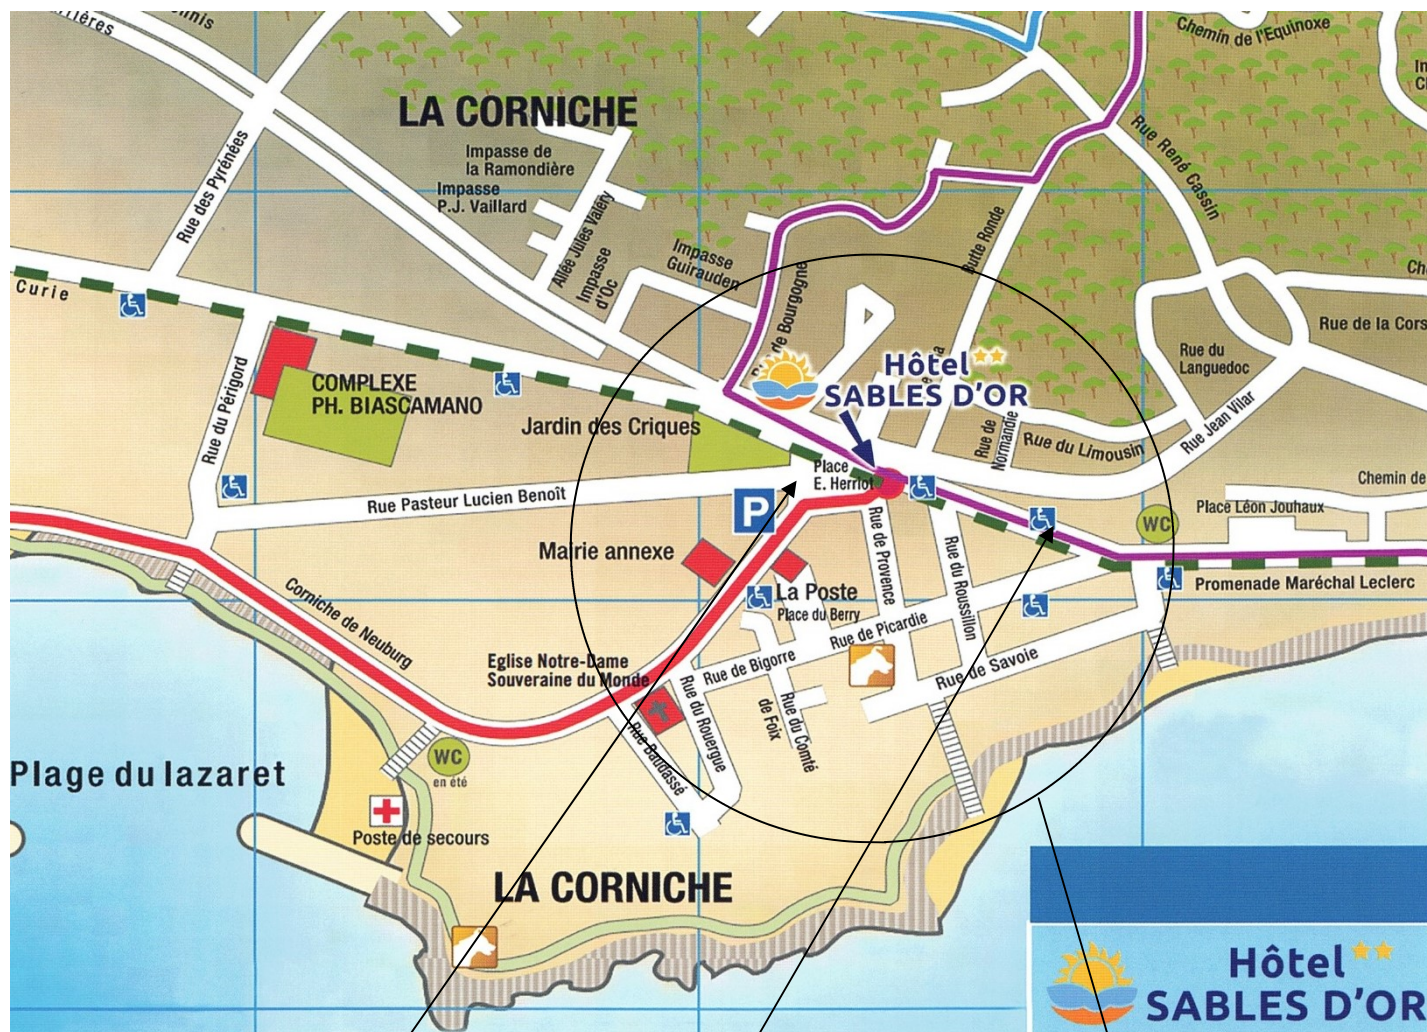 Chemin de l'Equinoxe
LA CORNICHE
Impasse de
la Ramondière
Impasse
P.J. Vaillard
Rue des Pyrénées
Rue René Cassin
Allée Jules Valéry
Impasse
d'Oc
Impasse
Guirauden
Butte Ronde
de Bourgogne
Curie
Rue de la Cors
Rue du
Languedoc
Rue du Périgord
COMPLEXE
PH. BIASCAMANO
Hôtel
SABLES D'OR
Jardin des Criques
Rue de
Normandie
Rue du Limousin
Rue Jean Vilar
Place
E. Herriot
Chemin de
Rue Pasteur Lucien Benoît
P
Place Léon Jouhaux
WC
Mairie annexe
Rue de Provence
Rue du Roussillon
La Poste
Place du Berry
Promenade Maréchal Leclerc
Corniche de Neuburg
Rue de Picardie
Eglise Notre-Dame
Souveraine du Monde
Rue de Bigorre
Rue de Savoie
Rue du Rouergue
Rue du Comté
de Foix
Rue Baudassé
WC
en été
Plage du lazaret
Poste de secours
LA CORNICHE
Hôtel
SABLES D'OR